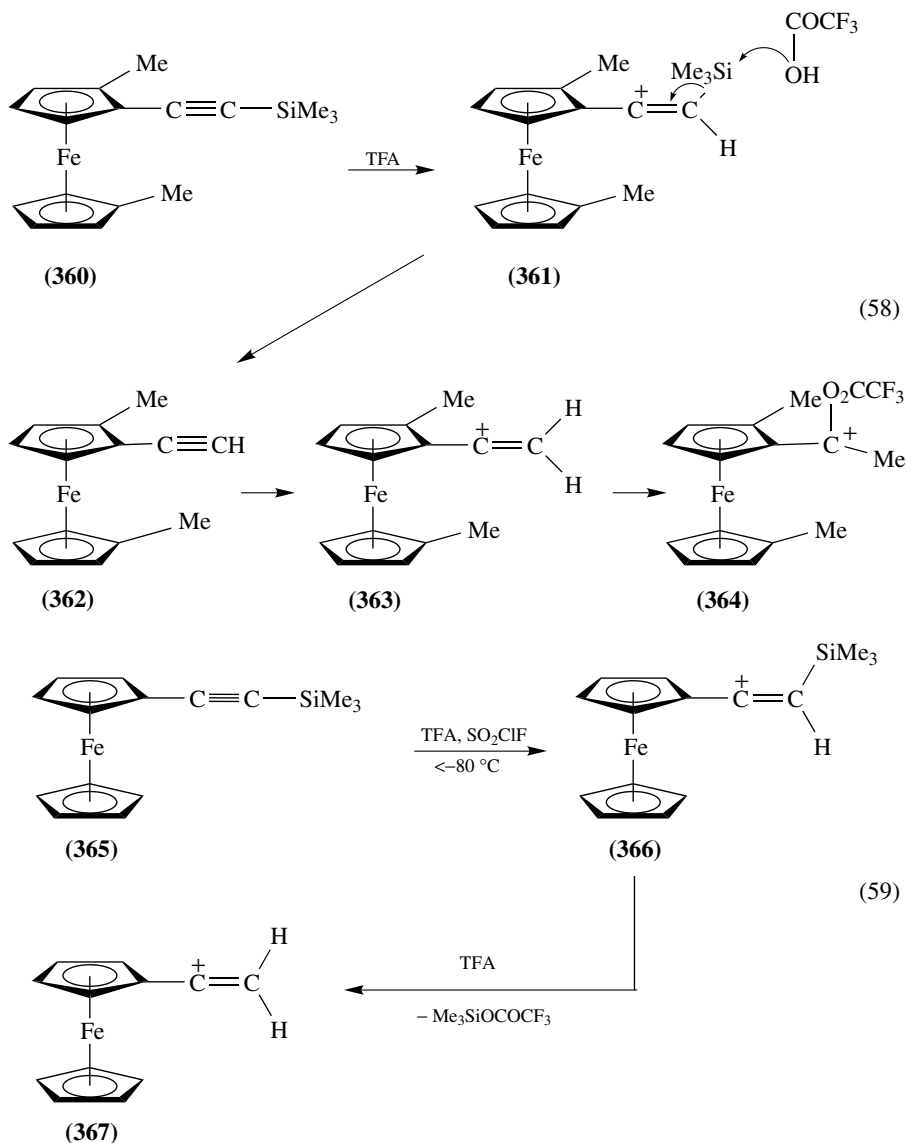 Me
C≡C—SiMe3
Fe
Me
(360)
TFA
COCF3
OH
Me3Si
Me
+
C=C
H
Fe
Me
(361)
(58)
Me
C≡CH
Fe
Me
(362)
H
Me
+
C=C
H
Fe
Me
(363)
O2CCF3
Me
C+
Me
Fe
Me
(364)
C≡C—SiMe3
Fe
(365)
TFA, SO2ClF
<–80 °C
SiMe3
+
C=C
H
Fe
(366)
(59)
TFA
– Me3SiOCOCF3
H
+
C=C
H
Fe
(367)